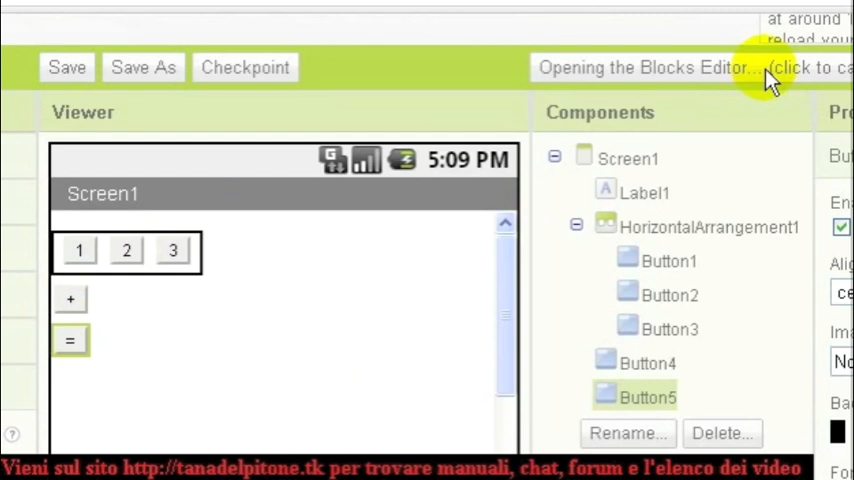 at around
reload your
Save
Save As
Checkpoint
Opening the Blocks Editor... (click to ca
Viewer
Components
5:09 PM
Screen1
1
2
3
+
=
Screen1
A Label1
HorizontalArrangement1
Button1
Button2
Button3
Button4
Button5
Rename...
Delete...
?
Vieni sul sito http://tanadelpitone.tk per trovare manuali, chat, forum e l'elenco dei video